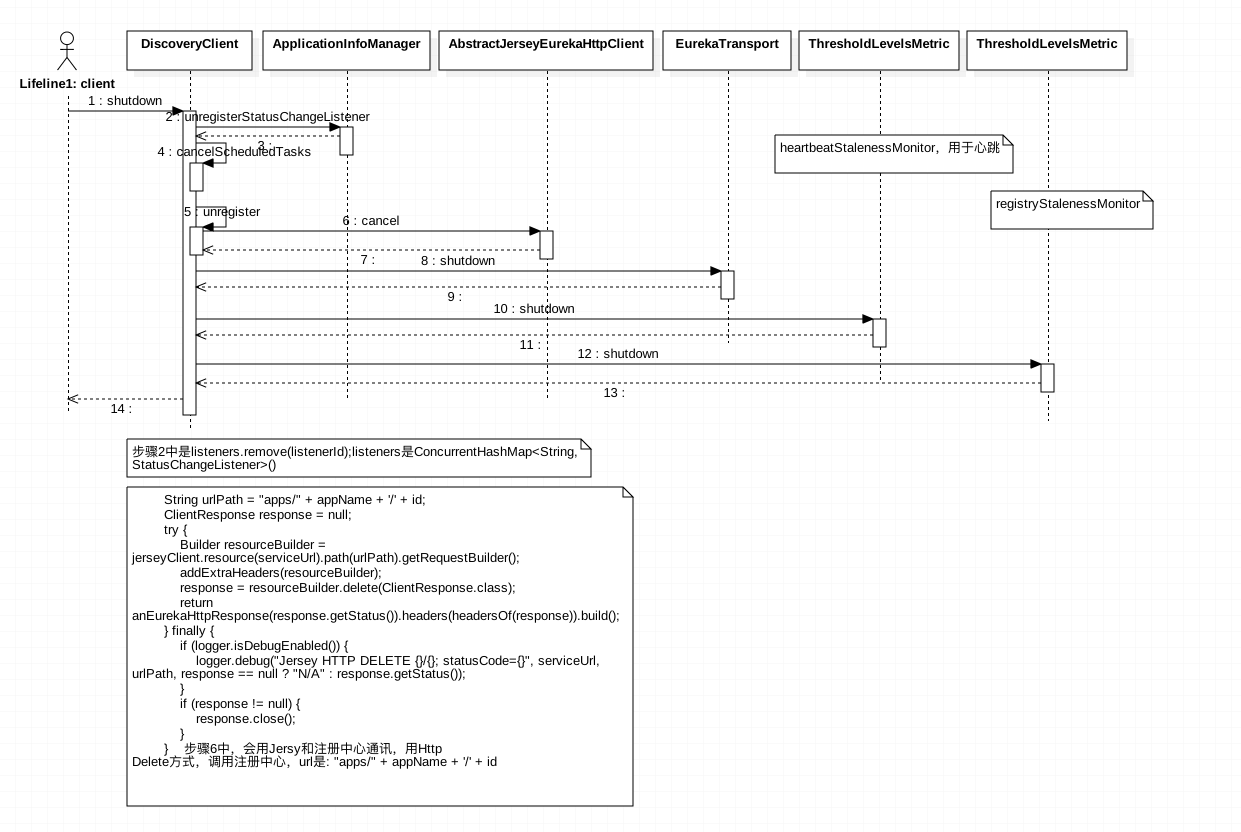 DiscoveryClient
ApplicationInfoManager
AbstractJerseyEurekaHttpClient
EurekaTransport
ThresholdLevelsMetric
ThresholdLevelsMetric
Lifeline1: client
1 : shutdown
2 : unregisterStatusChangeListener
3 :
4 : cancelScheduledTasks
heartbeatStalenessMonitor，用于心跳
registryStalenessMonitor
5 : unregister
6 : cancel
7 :
8 : shutdown
9 :
10 : shutdown
11 :
12 : shutdown
13 :
14 :
步骤2中是listeners.remove(listenerId);listeners是ConcurrentHashMap<String,
StatusChangeListener>()
String urlPath = "apps/" + appName + '/' + id;
ClientResponse response = null;
try {
Builder resourceBuilder =
jerseyClient.resource(serviceUrl).path(urlPath).getRequestBuilder();
addExtraHeaders(resourceBuilder);
response = resourceBuilder.delete(ClientResponse.class);
return
anEurekaHttpResponse(response.getStatus()).headers(headersOf(response)).build();
} finally {
if (logger.isDebugEnabled()) {
logger.debug("Jersey HTTP DELETE {}/{}; statusCode={}", serviceUrl,
urlPath, response == null ? "N/A" : response.getStatus());
}
if (response != null) {
response.close();
}
} 步骤6中，会用Jersy和注册中心通讯，用Http
Delete方式，调用注册中心，url是: "apps/" + appName + '/' + id